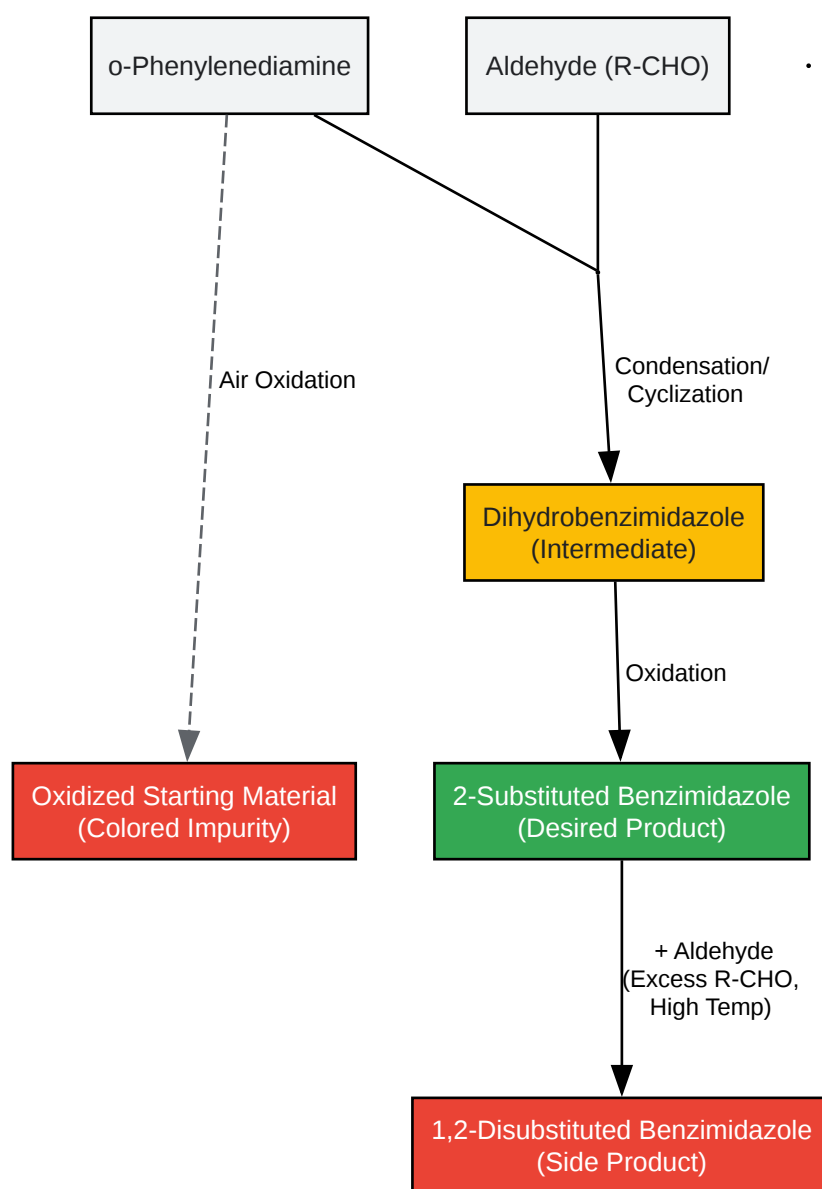 o-Phenylenediamine
Aldehyde (R-CHO)
.
Air Oxidation
Condensation/
Cyclization
Dihydrobenzimidazole
(Intermediate)
Oxidation
Oxidized Starting Material
(Colored Impurity)
2-Substituted Benzimidazole
(Desired Product)
+ Aldehyde
(Excess R-CHO,
High Temp)
1,2-Disubstituted Benzimidazole
(Side Product)